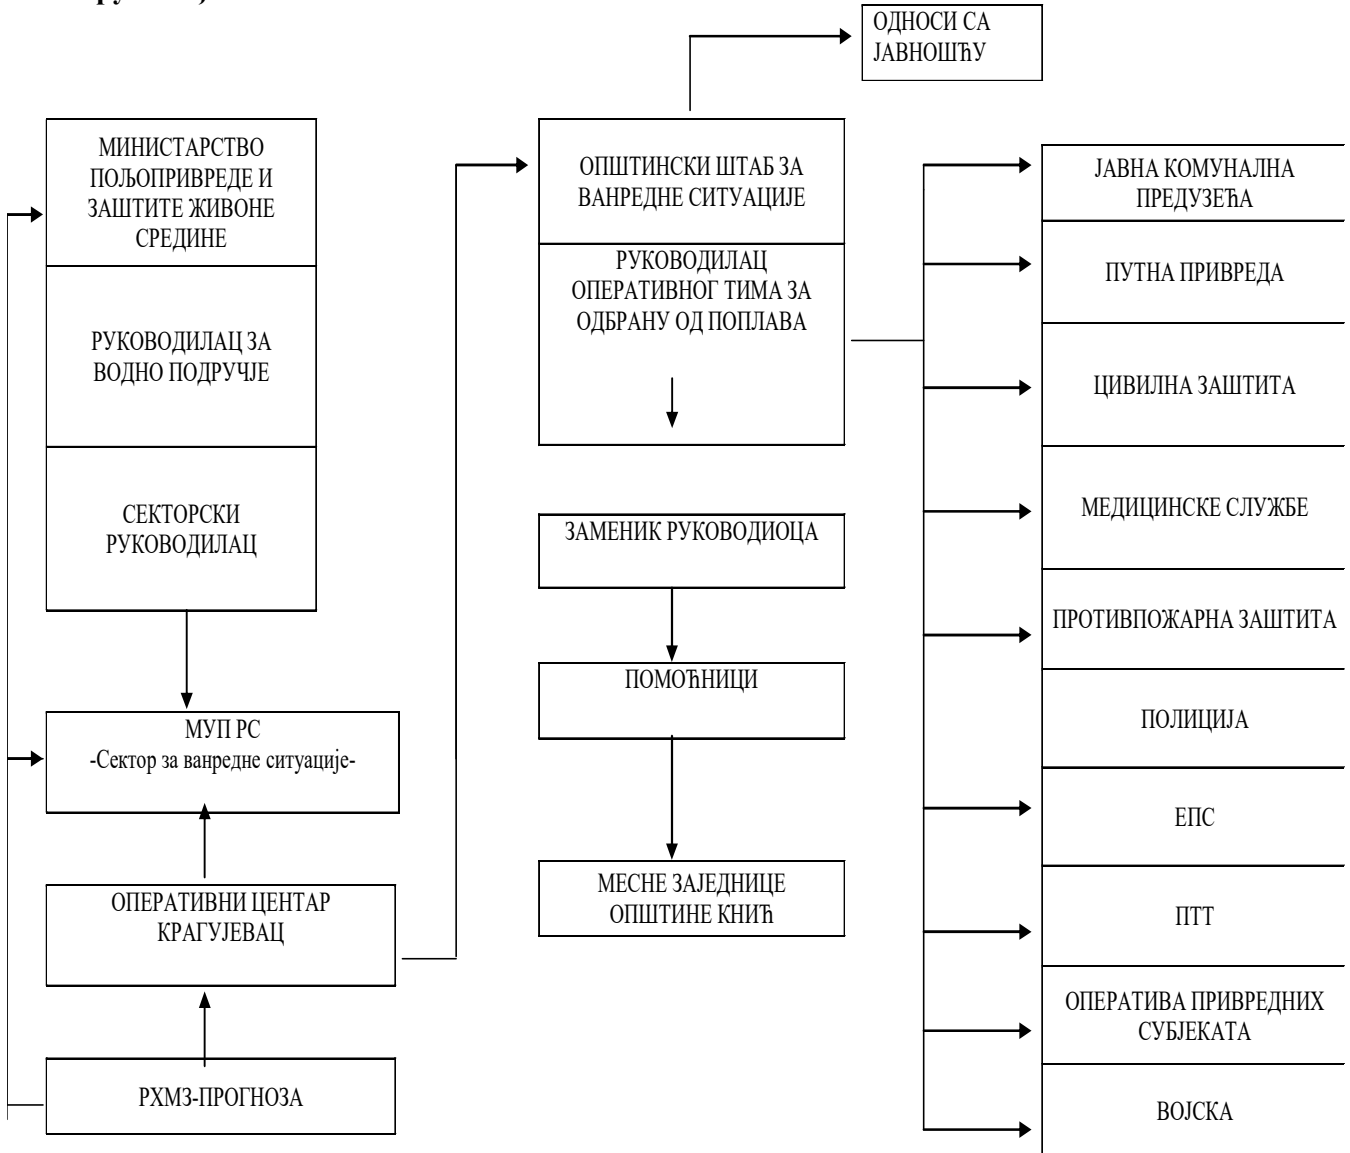 ОДНОСИ СА
ЈАВНОШЋУ
МИНИСТАРСТВО
ПОЉОПРИВРЕДЕ И
ЗАШТИТЕ ЖИВОНЕ
СРЕДИНЕ
РУКОВОДИЛАЦ ЗА
ВОДНО ПОДРУЧЈЕ
СЕКТОРСКИ
РУКОВОДИЛАЦ
МУП РС
-Сектор за ванредне ситуације-
ОПЕРАТИВНИ ЦЕНТАР
КРАГУЈЕВАЦ
РХМЗ-ПРОГНОЗА
ОПШТИНСКИ ШТАБ ЗА
ВАНРЕДНЕ СИТУАЦИЈЕ
РУКОВОДИЛАЦ
ОПЕРАТИВНОГ ТИМА ЗА
ОДБРАНУ ОД ПОПЛАВА
ЗАМЕНИК РУКОВОДИОЦА
ПОМОЋНИЦИ
МЕСНЕ ЗАЈЕДНИЦЕ
ОПШТИНЕ КНИЋ
ЈАВНА КОМУНАЛНА
ПРЕДУЗЕЋА
ПУТНА ПРИВРЕДА
ЦИВИЛНА ЗАШТИТА
МЕДИЦИНСКЕ СЛУЖБЕ
ПРОТИВПОЖАРНА ЗАШТИТА
ПОЛИЦИЈА
ЕПС
ПТТ
ОПЕРАТИВА ПРИВРЕДНИХ
СУБЈЕКАТА
ВОЈСКА